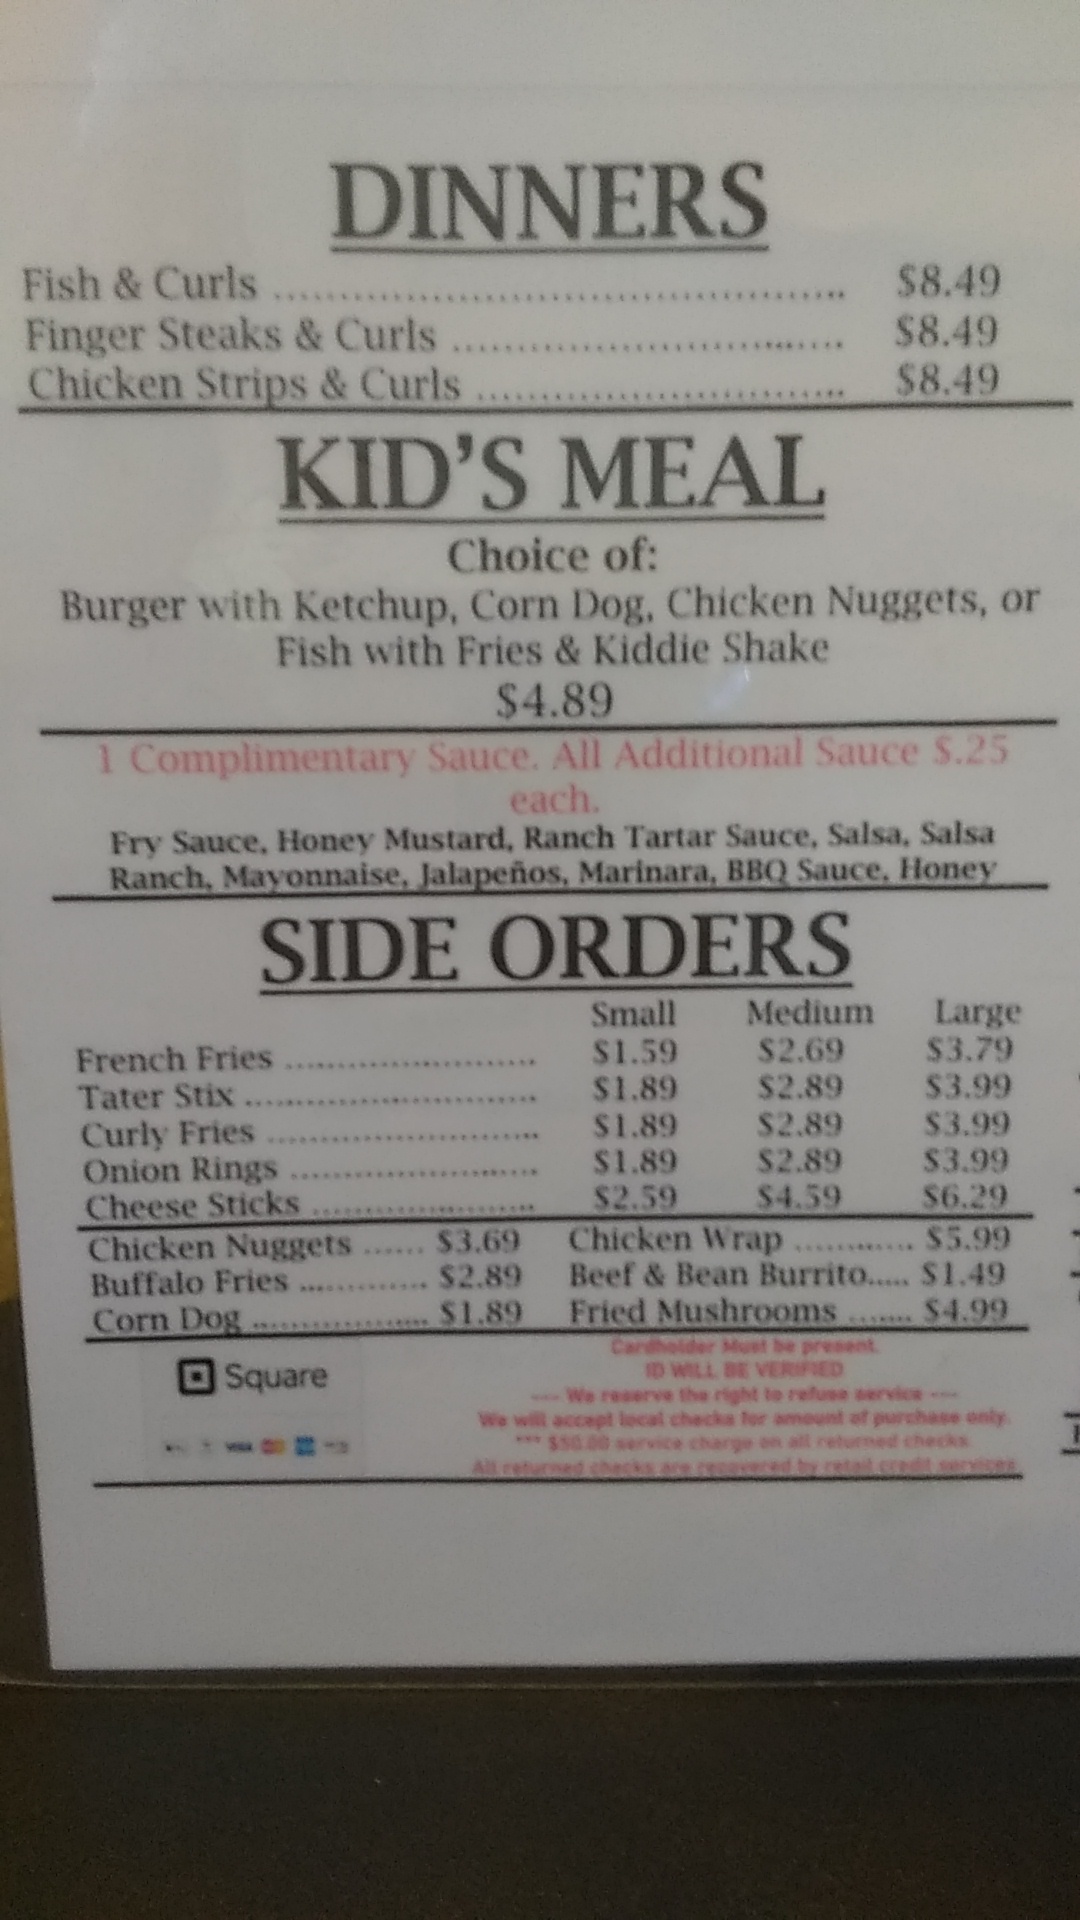 DINNERS
Fish & Curls ............................................. $8.49
Finger Steaks & Curls ............................... $8.49
Chicken Strips & Curls ............................. $8.49
KID'S MEAL
Choice of:
Burger with Ketchup, Corn Dog, Chicken Nuggets, or
Fish with Fries & Kiddie Shake
$4.89
1 Complimentary Sauce. All Additional Sauce $.25
each.
Fry Sauce, Honey Mustard, Ranch Tartar Sauce, Salsa, Salsa
Ranch, Mayonnaise, Jalapeños, Marinara, BBQ Sauce, Honey
SIDE ORDERS
Small Medium Large
French Fries ........................ $1.59 $2.69 $3.79
Tater Stix ............................ $1.89 $2.89 $3.99
Curly Fries .......................... $1.89 $2.89 $3.99
Onion Rings ........................ $1.89 $2.89 $3.99
Cheese Sticks ...................... $2.59 $4.59 $6.29
Chicken Nuggets ...... $3.69 Chicken Wrap ............ $5.99
Buffalo Fries ............ $2.89 Beef & Bean Burrito..... $1.49
Corn Dog ................. $1.89 Fried Mushrooms ....... $4.99
Cardholder Must be present.
ID WILL BE VERIFIED
Square
---- We reserve the right to refuse service ----
We will accept local checks for amount of purchase only.
*** $50.00 service charge on all returned checks
All returned checks are recovered by retail credit services
VISA